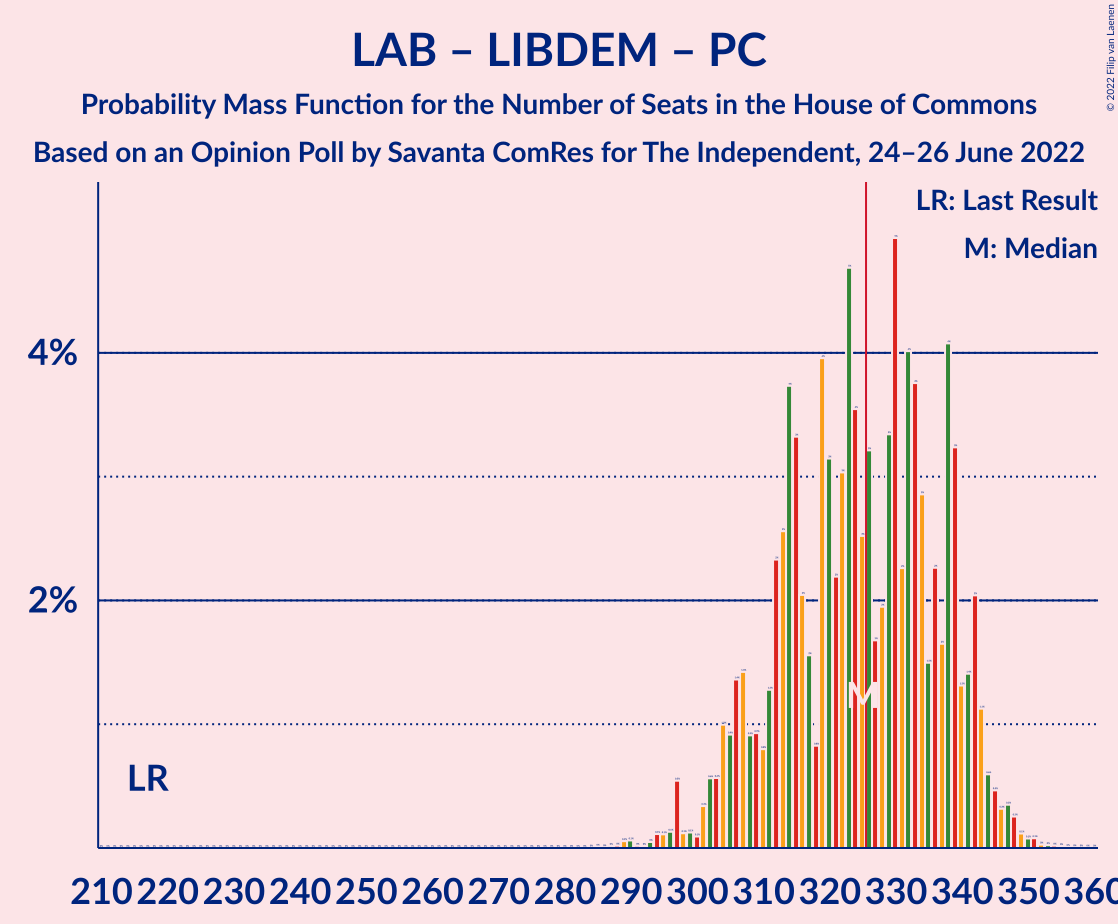 LAB – LIBDEM – PC
Probability Mass Function for the Number of Seats in the House of Commons
Based on an Opinion Poll by Savanta ComRes for The Independent, 24–26 June 2022
© 2022 Filip van Laenen
LR: Last Result
M: Median
4%
2%
M
LR
210 220 230 240 250 260 270 280 290 300 310 320 330 340 350 360